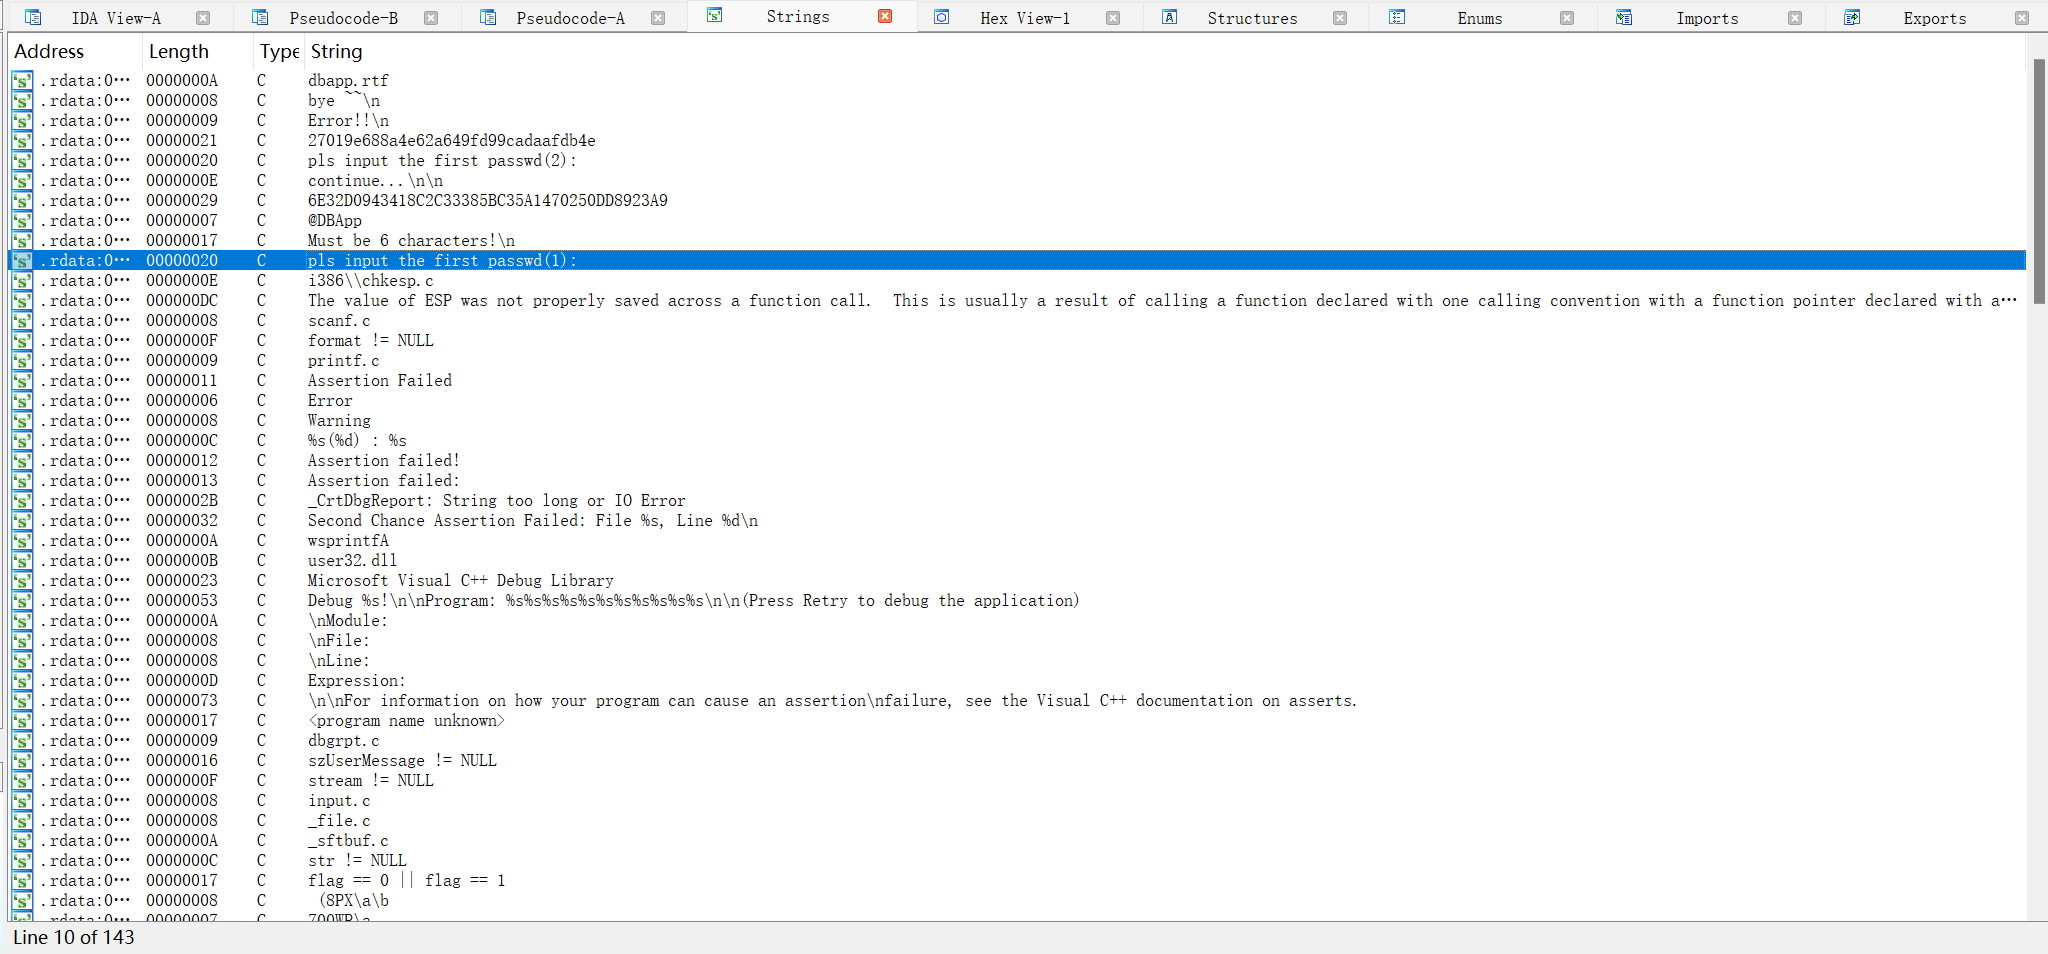 IDA View-A Pseudocode-B Pseudocode-A Strings Hex View-1 Structures Enums Imports Exports
Address Length Type String
.rdata:0… 0000000A C dbapp.rtf
.rdata:0… 00000008 C bye ~~\n
.rdata:0… 00000009 C Error!!\n
.rdata:0… 00000021 C 27019e688a4e62a649fd99cadaafdb4e
.rdata:0… 00000020 C pls input the first passwd(2):
.rdata:0… 0000000E C continue...\n\n
.rdata:0… 00000029 C 6E32D0943418C2C33385BC35A1470250DD8923A9
.rdata:0… 00000007 C @DBApp
.rdata:0… 00000017 C Must be 6 characters!\n
.rdata:0… 00000020 C pls input the first passwd(1):
.rdata:0… 0000000E C i386\\chkesp.c
.rdata:0… 000000DC C The value of ESP was not properly saved across a function call.  This is usually a result of calling a function declared with one calling convention with a function pointer declared with a…
.rdata:0… 00000008 C scanf.c
.rdata:0… 0000000F C format != NULL
.rdata:0… 00000009 C printf.c
.rdata:0… 00000011 C Assertion Failed
.rdata:0… 00000006 C Error
.rdata:0… 00000008 C Warning
.rdata:0… 0000000C C %s(%d) : %s
.rdata:0… 00000012 C Assertion failed!
.rdata:0… 00000013 C Assertion failed:
.rdata:0… 0000002B C _CrtDbgReport: String too long or IO Error
.rdata:0… 00000032 C Second Chance Assertion Failed: File %s, Line %d\n
.rdata:0… 0000000A C wsprintfA
.rdata:0… 0000000B C user32.dll
.rdata:0… 00000023 C Microsoft Visual C++ Debug Library
.rdata:0… 00000053 C Debug %s!\n\nProgram: %s%s%s%s%s%s%s%s%s%s%s\n\n(Press Retry to debug the application)
.rdata:0… 0000000A C \nModule:
.rdata:0… 00000008 C \nFile:
.rdata:0… 00000008 C \nLine:
.rdata:0… 0000000D C Expression:
.rdata:0… 00000073 C \n\nFor information on how your program can cause an assertion\nfailure, see the Visual C++ documentation on asserts.
.rdata:0… 00000017 C <program name unknown>
.rdata:0… 00000009 C dbgrpt.c
.rdata:0… 00000016 C szUserMessage != NULL
.rdata:0… 0000000F C stream != NULL
.rdata:0… 00000008 C input.c
.rdata:0… 00000008 C _file.c
.rdata:0… 0000000A C _sftbuf.c
.rdata:0… 0000000C C str != NULL
.rdata:0… 00000017 C flag == 0 || flag == 1
.rdata:0… 00000008 C (8PX\a\b
.rdata:0… 00000007 C 700WP\a
Line 10 of 143